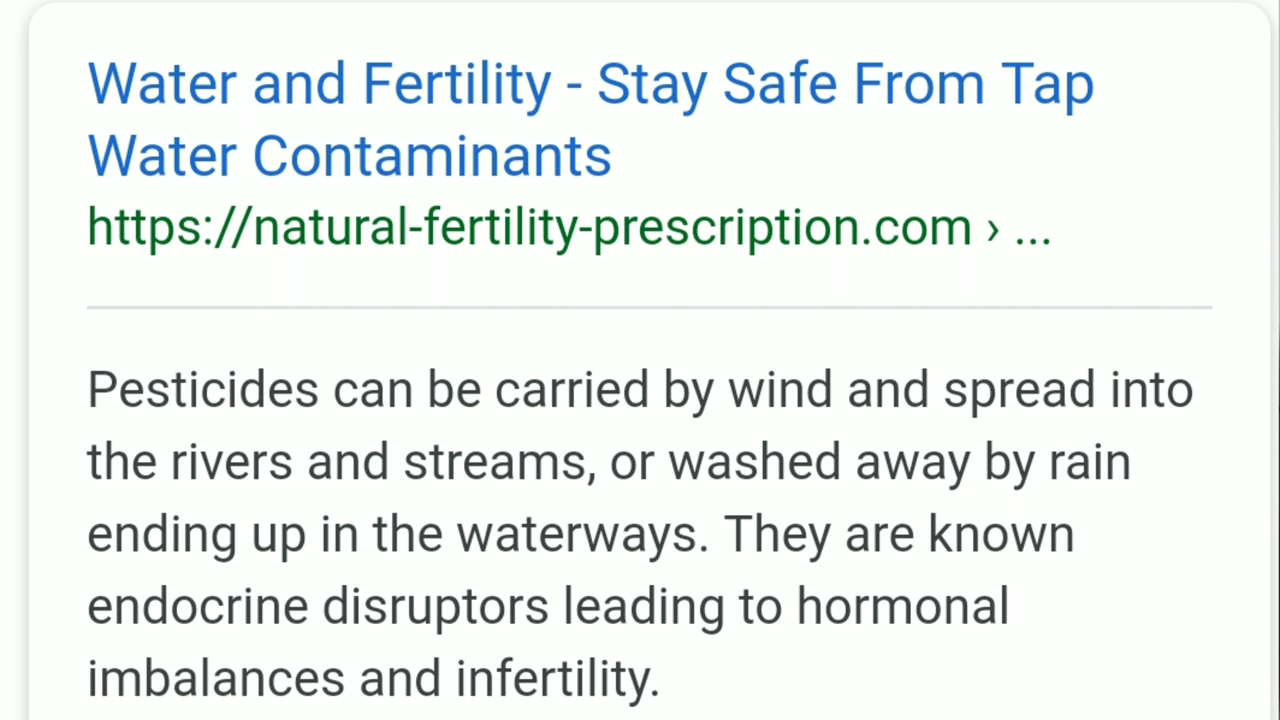 Water and Fertility - Stay Safe From Tap
Water Contaminants
https://natural-fertility-prescription.com › ...
Pesticides can be carried by wind and spread into
the rivers and streams, or washed away by rain
ending up in the waterways. They are known
endocrine disruptors leading to hormonal
imbalances and infertility.